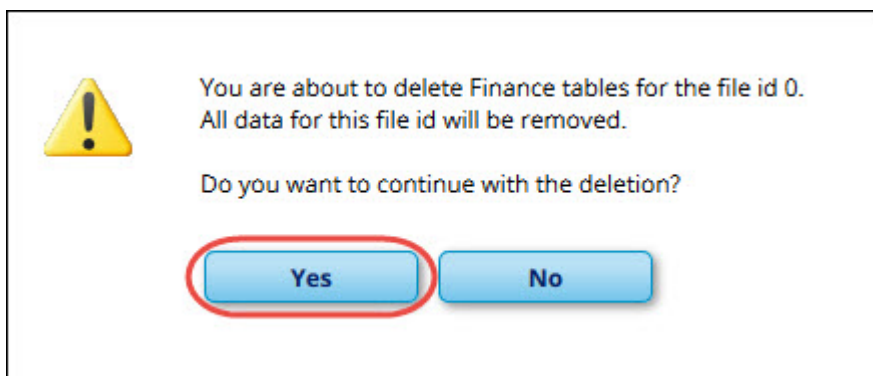 You are about to delete Finance tables for the file id 0.
All data for this file id will be removed.
Do you want to continue with the deletion?
Yes No